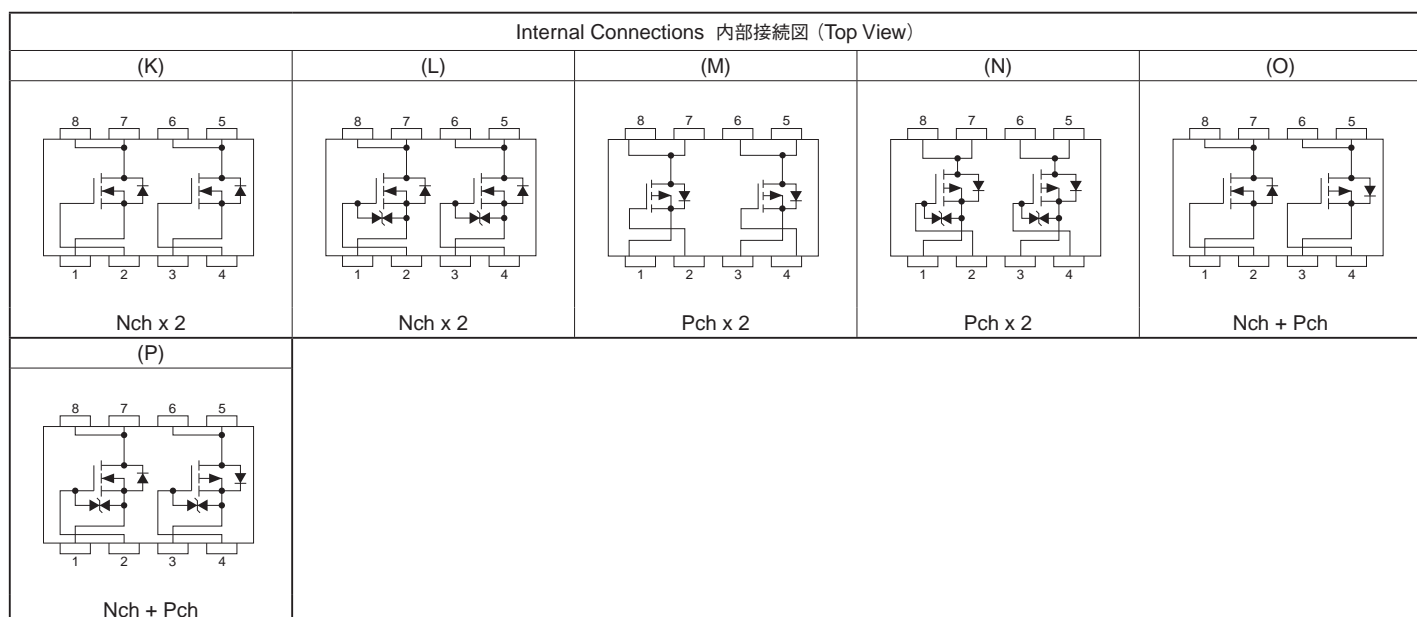 Internal Connections 内部接続図（Top View）
(K) (L) (M) (N) (O)
8 7 6 5 8 7 6 5 8 7 6 5 8 7 6 5 8 7 6 5
1 2 3 4 1 2 3 4 1 2 3 4 1 2 3 4 1 2 3 4
Nch x 2 Nch x 2 Pch x 2 Pch x 2 Nch + Pch
(P)
8 7 6 5
1 2 3 4
Nch + Pch